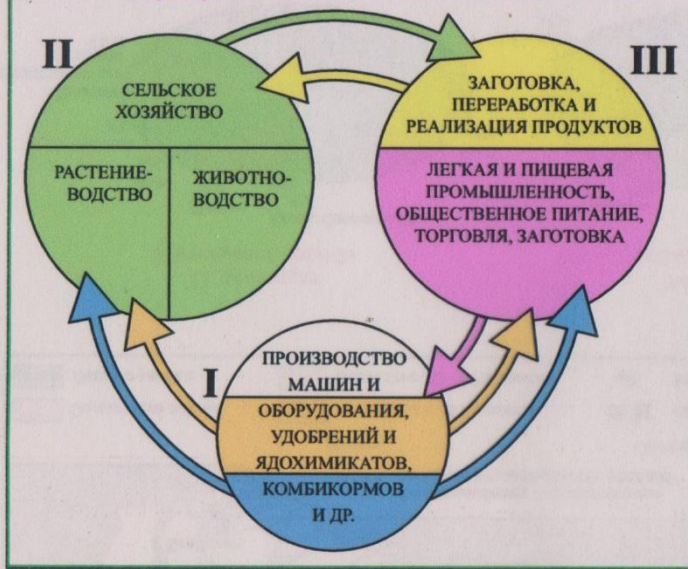 II
СЕЛЬСКОЕ
ХОЗЯЙСТВО
РАСТЕНИЕ-
ВОДСТВО
ЖИВОТНО-
ВОДСТВО
III
ЗАГОТОВКА,
ПЕРЕРАБОТКА И
РЕАЛИЗАЦИЯ ПРОДУКТОВ
ЛЕГКАЯ И ПИЩЕВАЯ
ПРОМЫШЛЕННОСТЬ,
ОБЩЕСТВЕННОЕ ПИТАНИЕ,
ТОРГОВЛЯ, ЗАГОТОВКА
I
ПРОИЗВОДСТВО
МАШИН И
ОБОРУДОВАНИЯ,
УДОБРЕНИЙ И
ЯДОХИМИКАТОВ,
КОМБИКОРМОВ
И ДР.